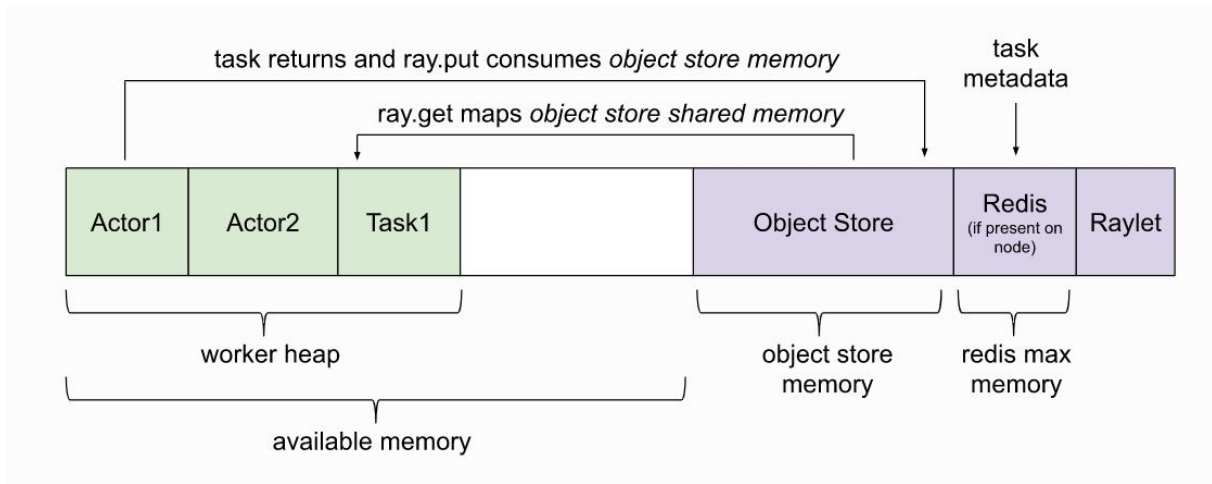 task returns and ray.put consumes object store memory
task
metadata
ray.get maps object store shared memory
Actor1
Actor2
Task1
Object Store
Redis
(if present on
node)
Raylet
worker heap
object store
memory
redis max
memory
available memory